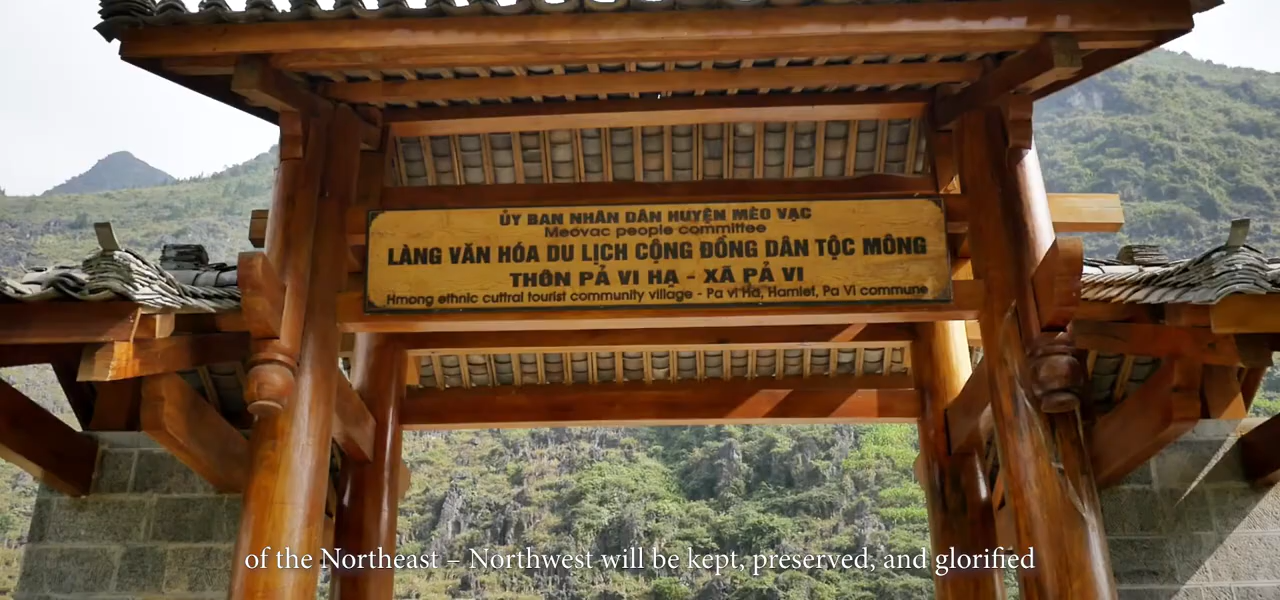 ỦY BAN NHÂN DÂN HUYỆN MÈO VẠC
Meovac people committee
LÀNG VĂN HÓA DU LỊCH CỘNG ĐỒNG DÂN TỘC MÔNG
THÔN PẢ VI HẠ - XÃ PẢ VI
Hmong ethnic cultral tourist community village - Pa vi Ha, Hamlet, Pa Vi commune
of the Northeast – Northwest will be kept, preserved, and glorified